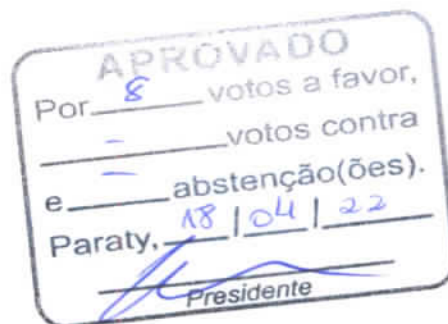 APROVADO
Por 8 votos a favor,
- votos contra
e - abstenção(ões).
Paraty, 18 / 04 / 22
Presidente